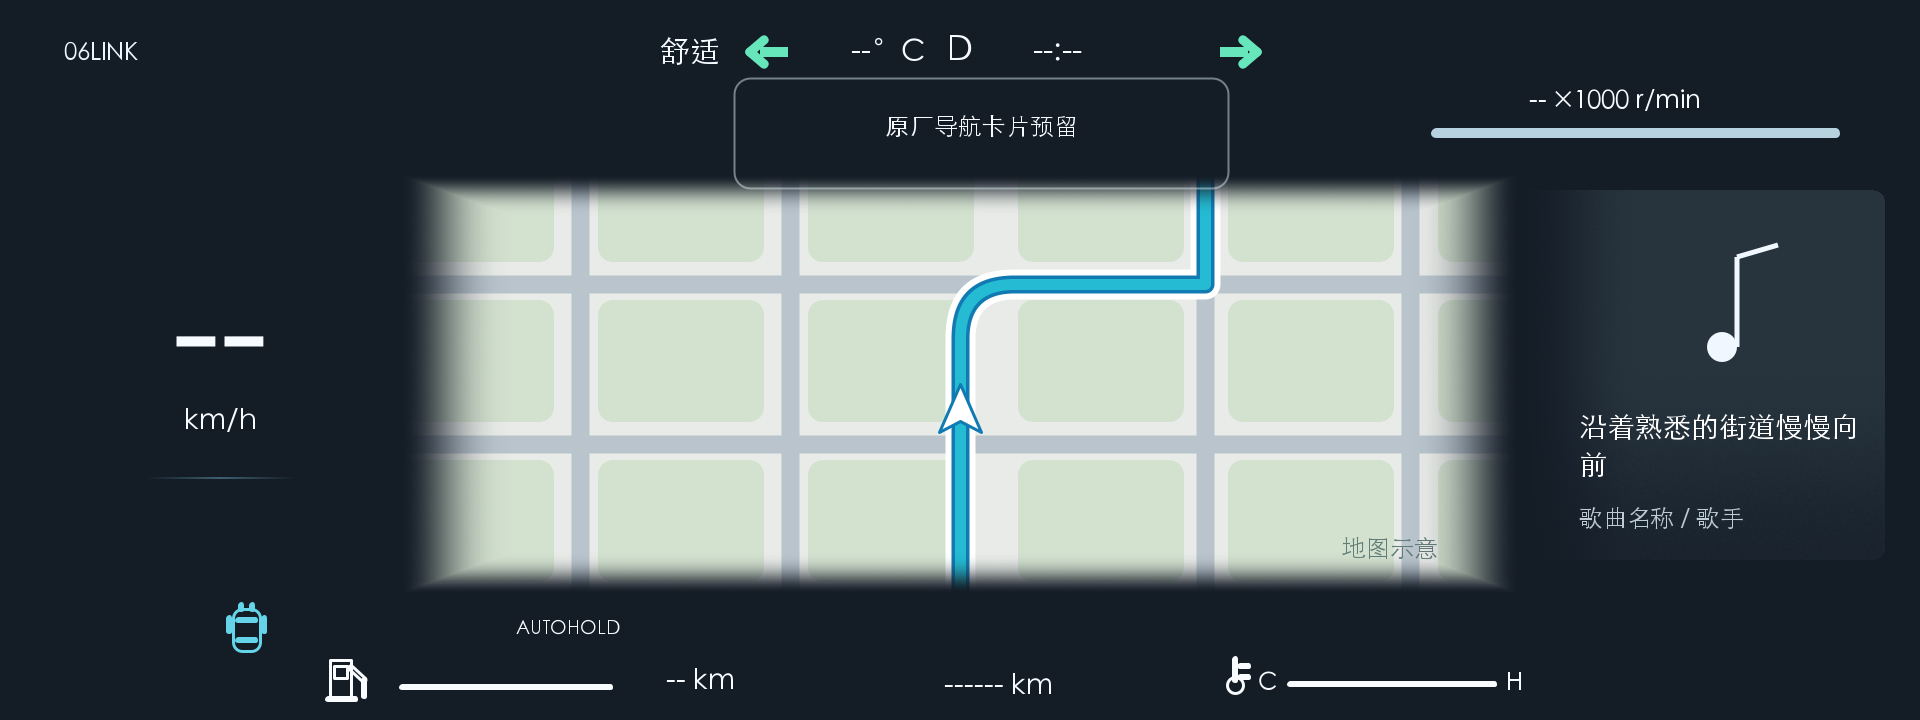 06LINK
舒适
--° C D
--:--
原厂导航卡片预留
-- ×1000 r/min
--
km/h
沿着熟悉的街道慢慢向
前
歌曲名称 / 歌手
地图示意
AUTOHOLD
-- km
------ km
C
H